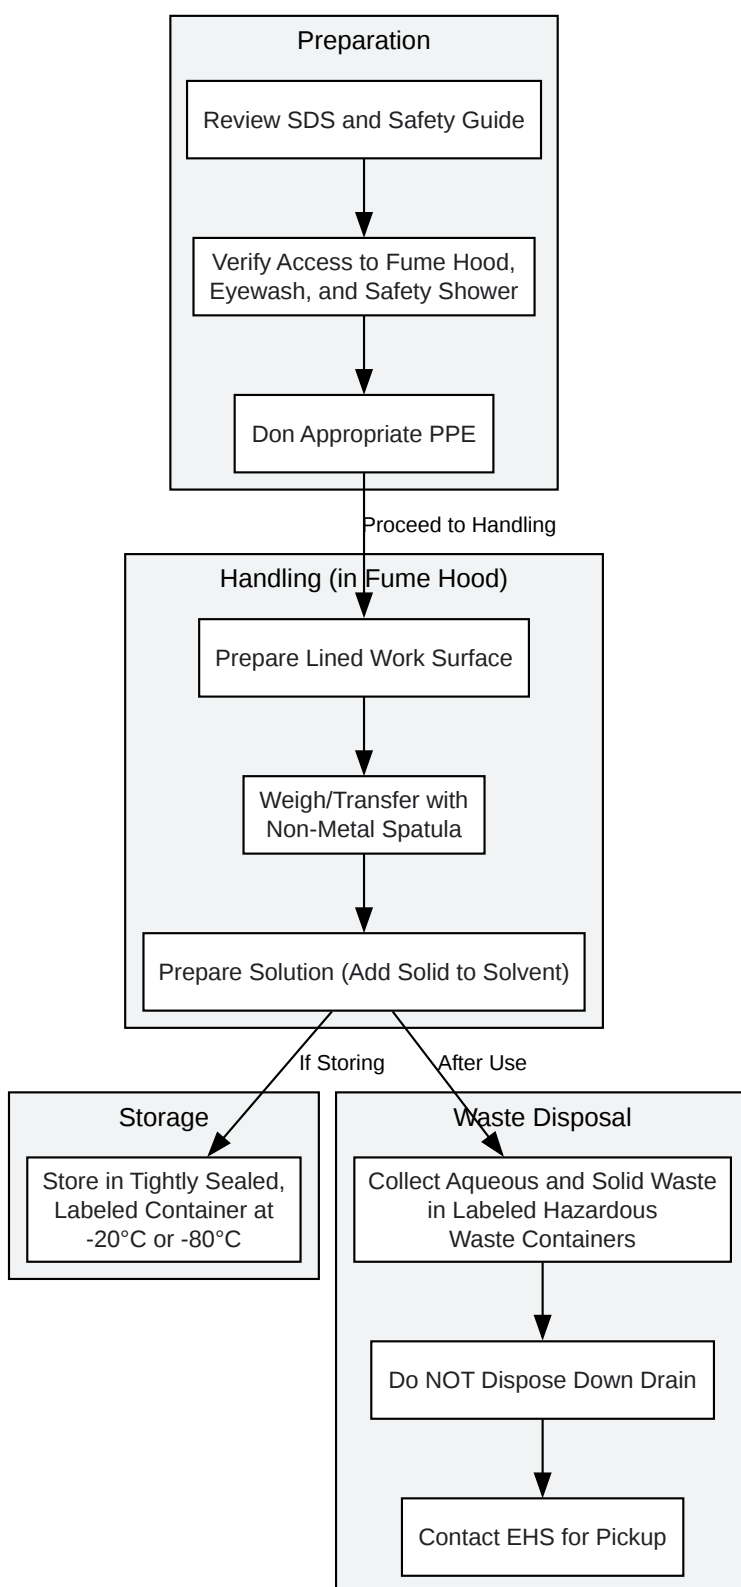 Preparation
Review SDS and Safety Guide
Verify Access to Fume Hood,
Eyewash, and Safety Shower
Don Appropriate PPE
Proceed to Handling
Handling (in Fume Hood)
Prepare Lined Work Surface
Weigh/Transfer with
Non-Metal Spatula
Prepare Solution (Add Solid to Solvent)
If Storing
After Use
Storage
Store in Tightly Sealed,
Labeled Container at
-20°C or -80°C
Waste Disposal
Collect Aqueous and Solid Waste
in Labeled Hazardous
Waste Containers
Do NOT Dispose Down Drain
Contact EHS for Pickup